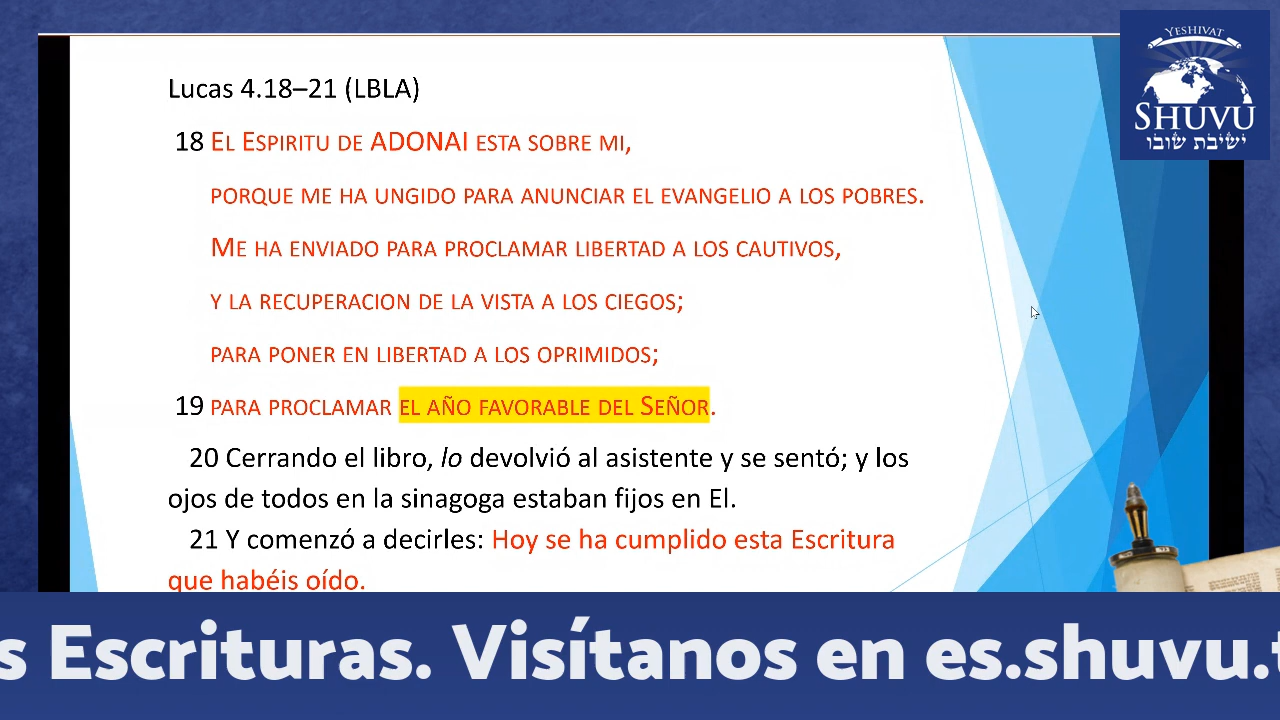 YESHIVAT
SHUVU
ישיבת שובו
Lucas 4.18–21 (LBLA)
18 EL ESPIRITU DE ADONAI ESTA SOBRE MI,
PORQUE ME HA UNGIDO PARA ANUNCIAR EL EVANGELIO A LOS POBRES.
ME HA ENVIADO PARA PROCLAMAR LIBERTAD A LOS CAUTIVOS,
Y LA RECUPERACION DE LA VISTA A LOS CIEGOS;
PARA PONER EN LIBERTAD A LOS OPRIMIDOS;
19 PARA PROCLAMAR EL AÑO FAVORABLE DEL SEÑOR.
20 Cerrando el libro, lo devolvió al asistente y se sentó; y los
ojos de todos en la sinagoga estaban fijos en El.
21 Y comenzó a decirles: Hoy se ha cumplido esta Escritura
que habéis oído.
s Escrituras. Visítanos en es.shuvu.